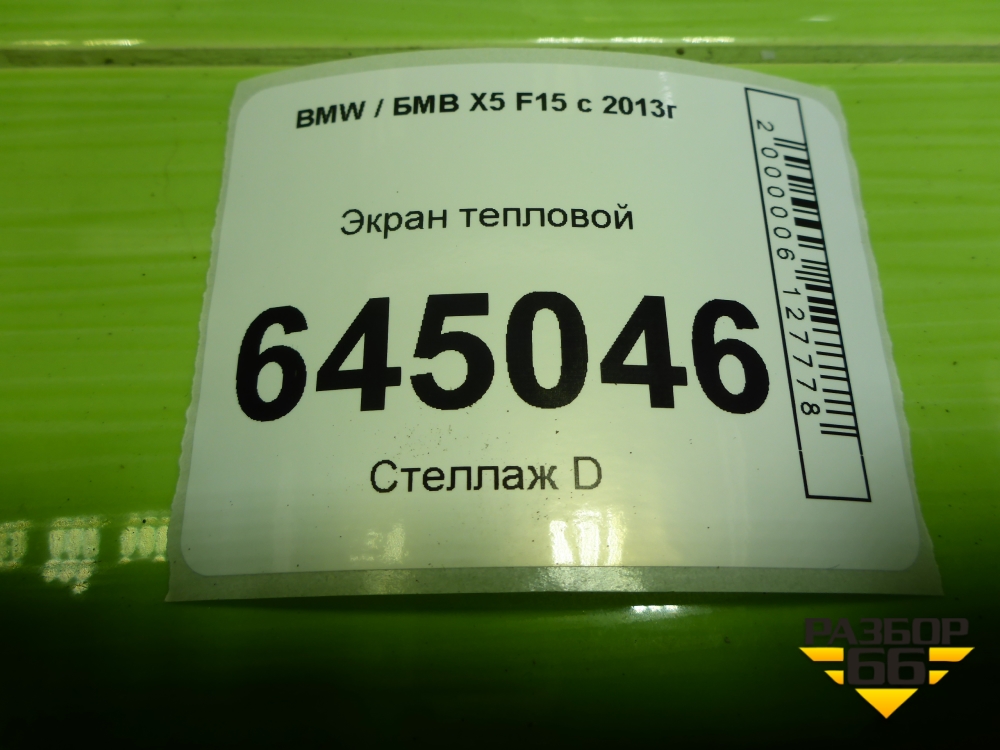 BMW / БМВ X5 F15 с 2013г
Экран тепловой
645046
Стеллаж D
2000006127778
РАЗБОР
66